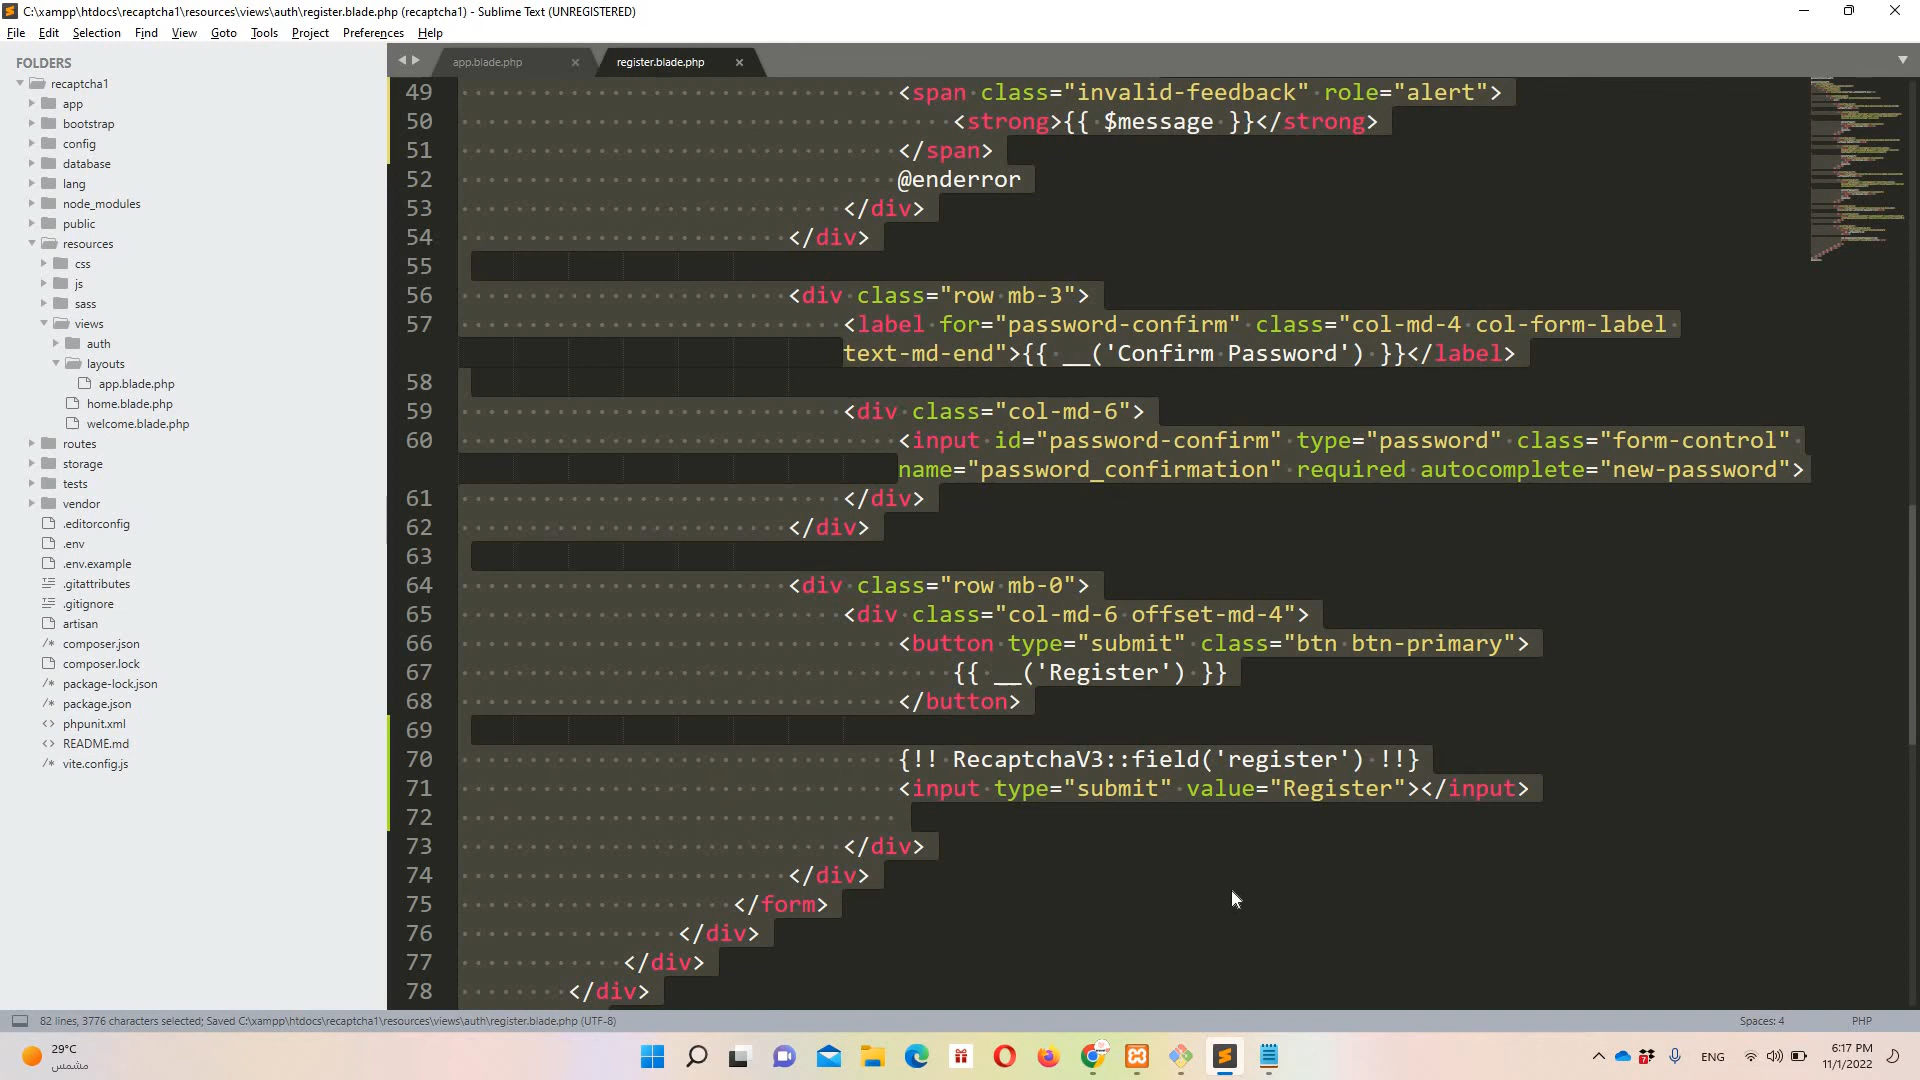 C:\xampp\htdocs\recaptcha1\resources\views\auth\register.blade.php (recaptcha1) - Sublime Text (UNREGISTERED)
File Edit Selection Find View Goto Tools Project Preferences Help
FOLDERS
recaptcha1
app
bootstrap
config
database
lang
node_modules
public
resources
css
js
sass
views
auth
layouts
app.blade.php
home.blade.php
welcome.blade.php
routes
storage
tests
vendor
.editorconfig
.env
.env.example
.gitattributes
.gitignore
artisan
/* composer.json
composer.lock
/* package-lock.json
/* package.json
<> phpunit.xml
<> README.md
/* vite.config.js
app.blade.php × register.blade.php ×
49 <span class="invalid-feedback" role="alert">
50 <strong>{{ $message }}</strong>
51 </span>
52 @enderror
53 </div>
54 </div>
55
56 <div class="row mb-3">
57 <label for="password-confirm" class="col-md-4 col-form-label
text-md-end">{{ __('Confirm Password') }}</label>
58
59 <div class="col-md-6">
60 <input id="password-confirm" type="password" class="form-control"
name="password_confirmation" required autocomplete="new-password">
61 </div>
62 </div>
63
64 <div class="row mb-0">
65 <div class="col-md-6 offset-md-4">
66 <button type="submit" class="btn btn-primary">
67 {{ __('Register') }}
68 </button>
69
70 {!! RecaptchaV3::field('register') !!}
71 <input type="submit" value="Register"></input>
72
73 </div>
74 </div>
75 </form>
76 </div>
77 </div>
78 </div>
82 lines, 3776 characters selected; Saved C:\xampp\htdocs\recaptcha1\resources\views\auth\register.blade.php (UTF-8) Spaces: 4 PHP
29°C
مشمس
ENG
6:17 PM
11/1/2022